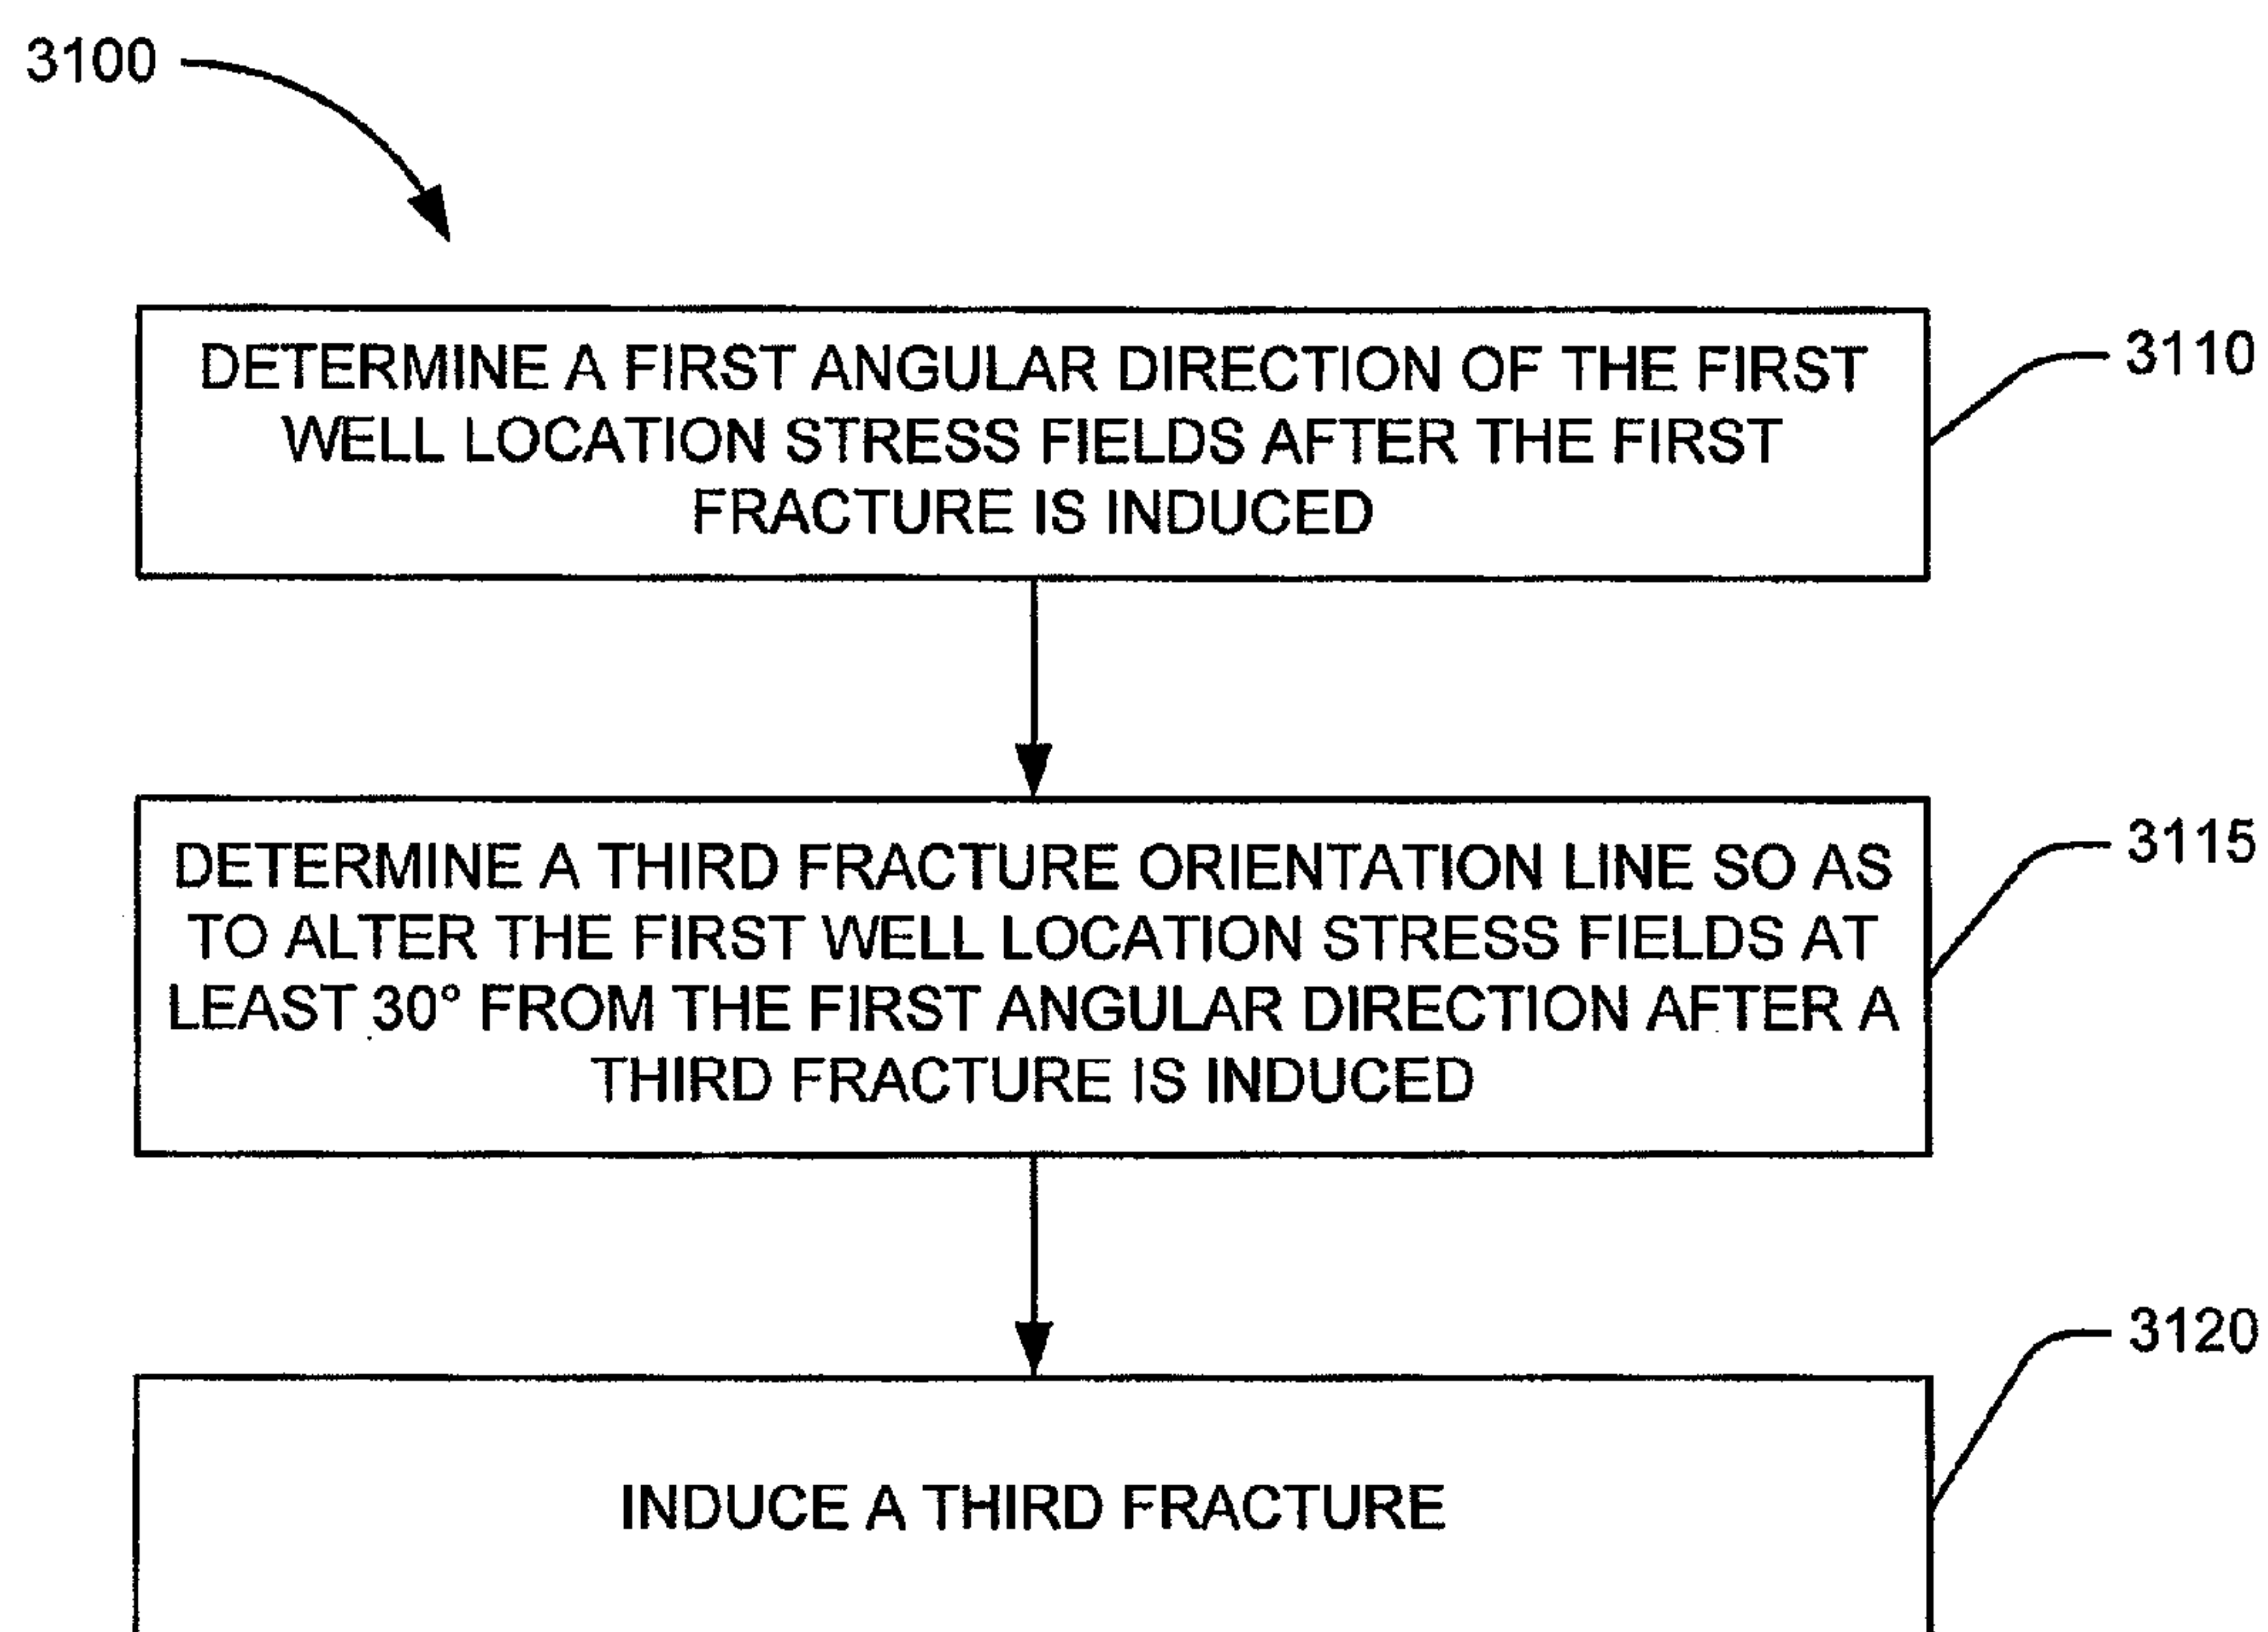 3100
DETERMINE A FIRST ANGULAR DIRECTION OF THE FIRST
WELL LOCATION STRESS FIELDS AFTER THE FIRST
FRACTURE IS INDUCED
3110
DETERMINE A THIRD FRACTURE ORIENTATION LINE SO AS
TO ALTER THE FIRST WELL LOCATION STRESS FIELDS AT
LEAST 30° FROM THE FIRST ANGULAR DIRECTION AFTER A
THIRD FRACTURE IS INDUCED
3115
INDUCE A THIRD FRACTURE
3120